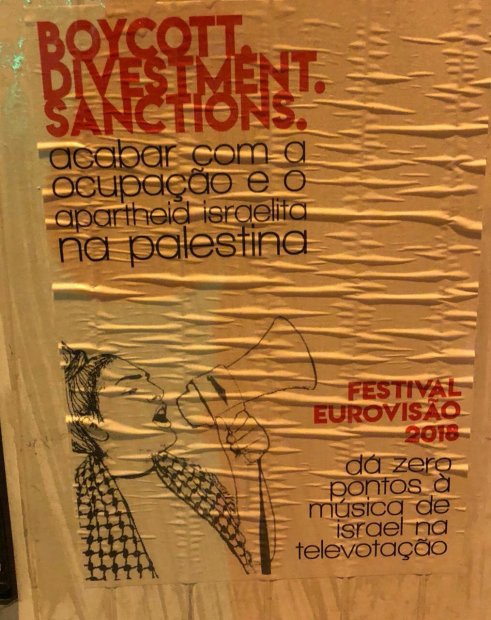 BOYCOTT.
DIVESTMENT.
SANCTIONS.
acabar com a
ocupação e o
apartheid israelita
na palestina
FESTIVAL
EUROVISÃO
2018
dá zero
pontos à
música de
israel na
televotação